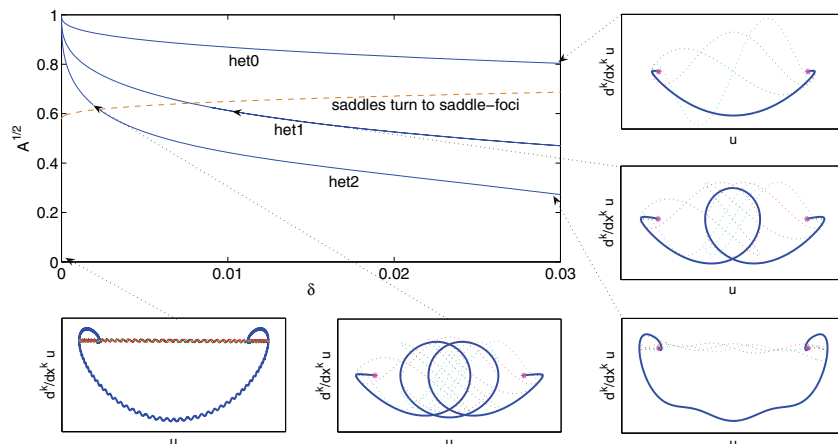 1
0.8
0.6
0.4
0.2
0
A^{1/2}
het0
saddles turn to saddle-foci
het1
het2
0
0.01
0.02
0.03
δ
d^k/dx^k u
u
d^k/dx^k u
u
d^k/dx^k u
d^k/dx^k u
d^k/dx^k u